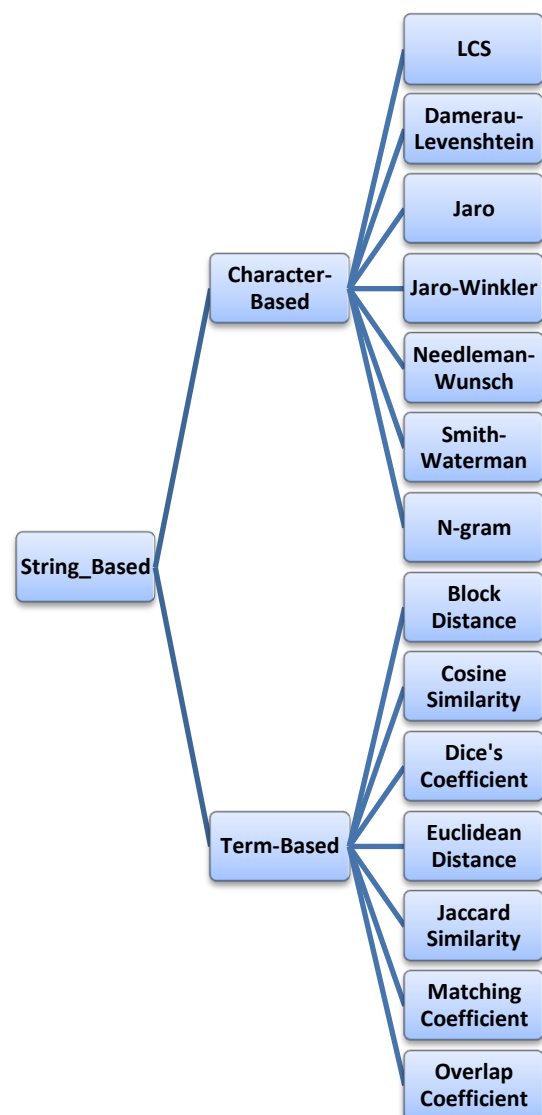 LCS
Damerau-
Levenshtein
Jaro
Character-
Based
Jaro-Winkler
Needleman-
Wunsch
Smith-
Waterman
N-gram
String_Based
Block
Distance
Cosine
Similarity
Dice's
Coefficient
Term-Based
Euclidean
Distance
Jaccard
Similarity
Matching
Coefficient
Overlap
Coefficient